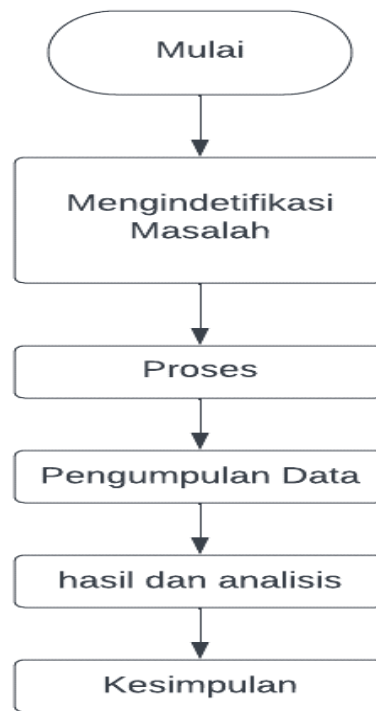 Mulai
Mengindetifikasi
Masalah
Proses
Pengumpulan Data
hasil dan analisis
Kesimpulan